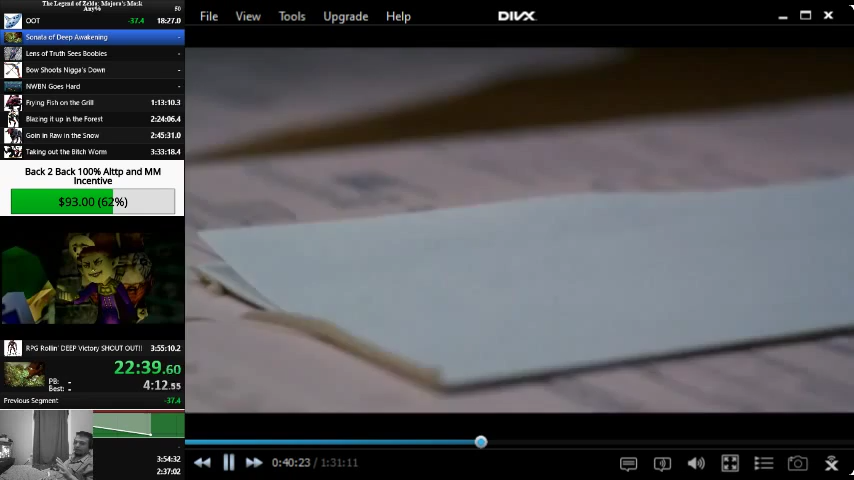 The Legend of Zelda: Majora's Mask
Any% 50
OOT -37.4 18:27.0
Sonata of Deep Awakening -
Lens of Truth Sees Boobies -
Bow Shoots Nigga's Down -
NWBN Goes Hard -
Frying Fish on the Grill 1:13:10.3
Blazing it up in the Forest 2:24:06.4
Goin in Raw in the Snow 2:45:31.0
Taking out the Bitch Worm 3:33:18.4
Back 2 Back 100% Alttp and MM
Incentive
$93.00 (62%)
RPG Rollin' DEEP Victory SHOUT OUT!! 3:55:10.2
22:39.60
PB: -
Best: -
4:12.55
Previous Segment -37.4
-
3:54:32
2:37:02
File View Tools Upgrade Help
DIVX
0:40:23 / 1:31:11